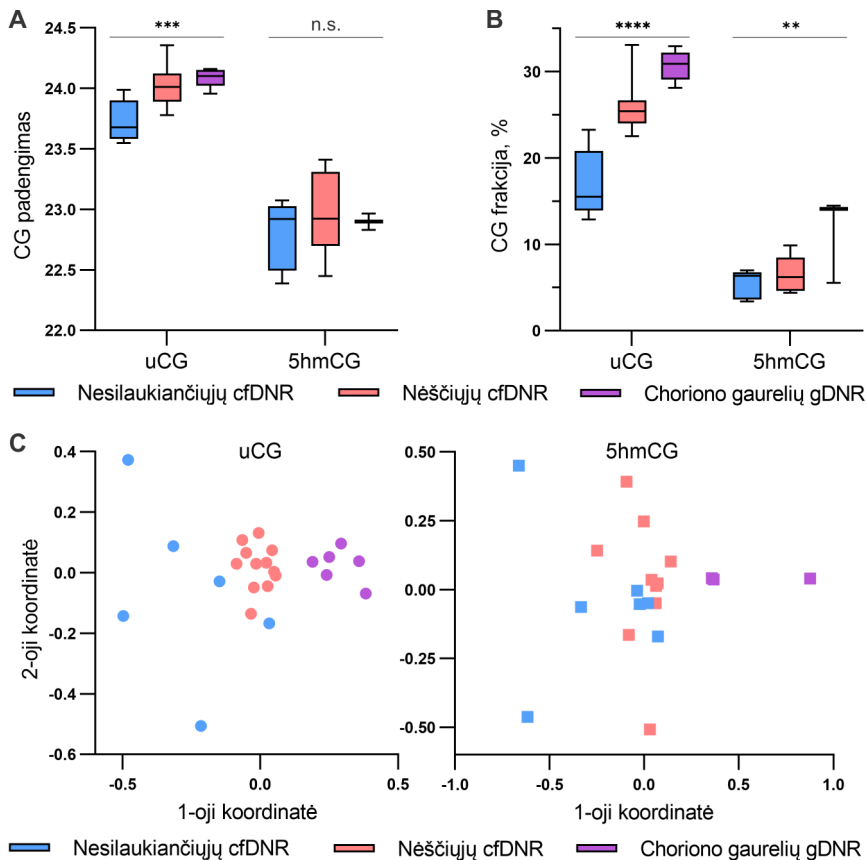 A
***
n.s.
CG padengimas
24.5
24.0
23.5
23.0
22.5
22.0
uCG
5hmCG
B
****
**
CG frakcija, %
30
20
10
0
uCG
5hmCG
Nesilaukiančiųjų cfDNR
Nėščiųjų cfDNR
Choriono gaurelių gDNR
C
uCG
2-oji koordinatė
0.4
0.2
0.0
-0.2
-0.4
-0.6
-0.5
0.0
0.5
1-oji koordinatė
5hmCG
0.50
0.25
0.00
-0.25
-0.50
-1.0
-0.5
0.0
0.5
1.0
1-oji koordinatė
Nesilaukiančiųjų cfDNR
Nėščiųjų cfDNR
Choriono gaurelių gDNR